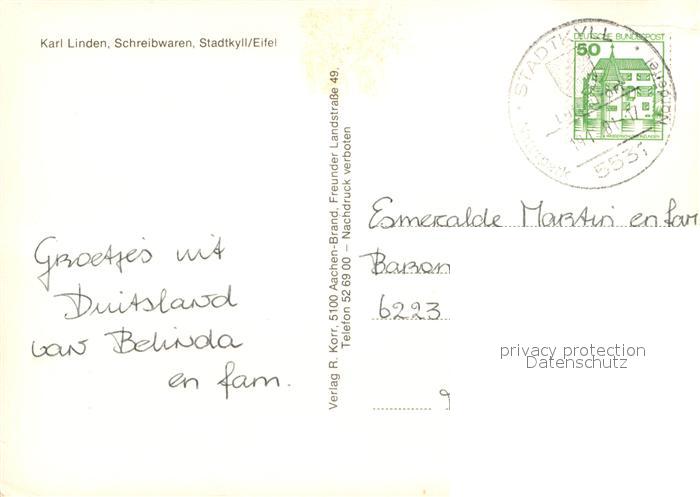 Karl Linden, Schreibwaren, Stadtkyll/Eifel
Groetjes uit
Duitsland
van Belinda
en fam.
Verlag R. Korr, 5100 Aachen-Brand, Freunder Landstraße 49,
Telefon 52 69 00 – Nachdruck verboten
STADTKYLL
5531
DEUTSCHE BUNDESPOST
50
Esmeralde Martin en fam
Baron
6223
privacy protection
Datenschutz